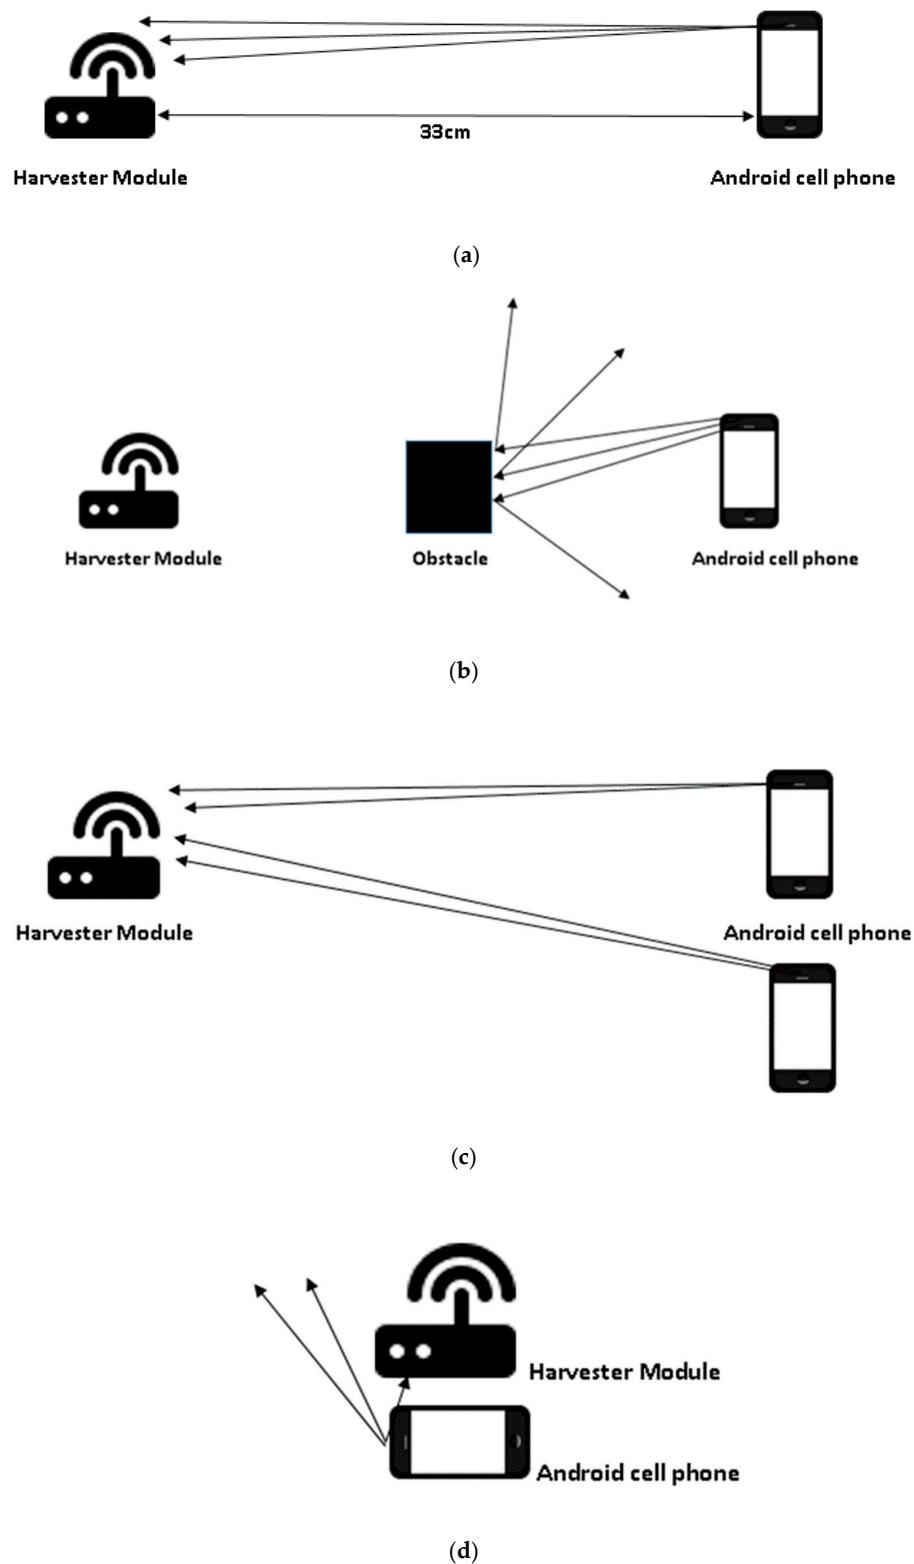 33cm
Harvester Module
Android cell phone
(a)
Harvester Module
Obstacle
Android cell phone
(b)
Harvester Module
Android cell phone
(c)
Harvester Module
Android cell phone
(d)